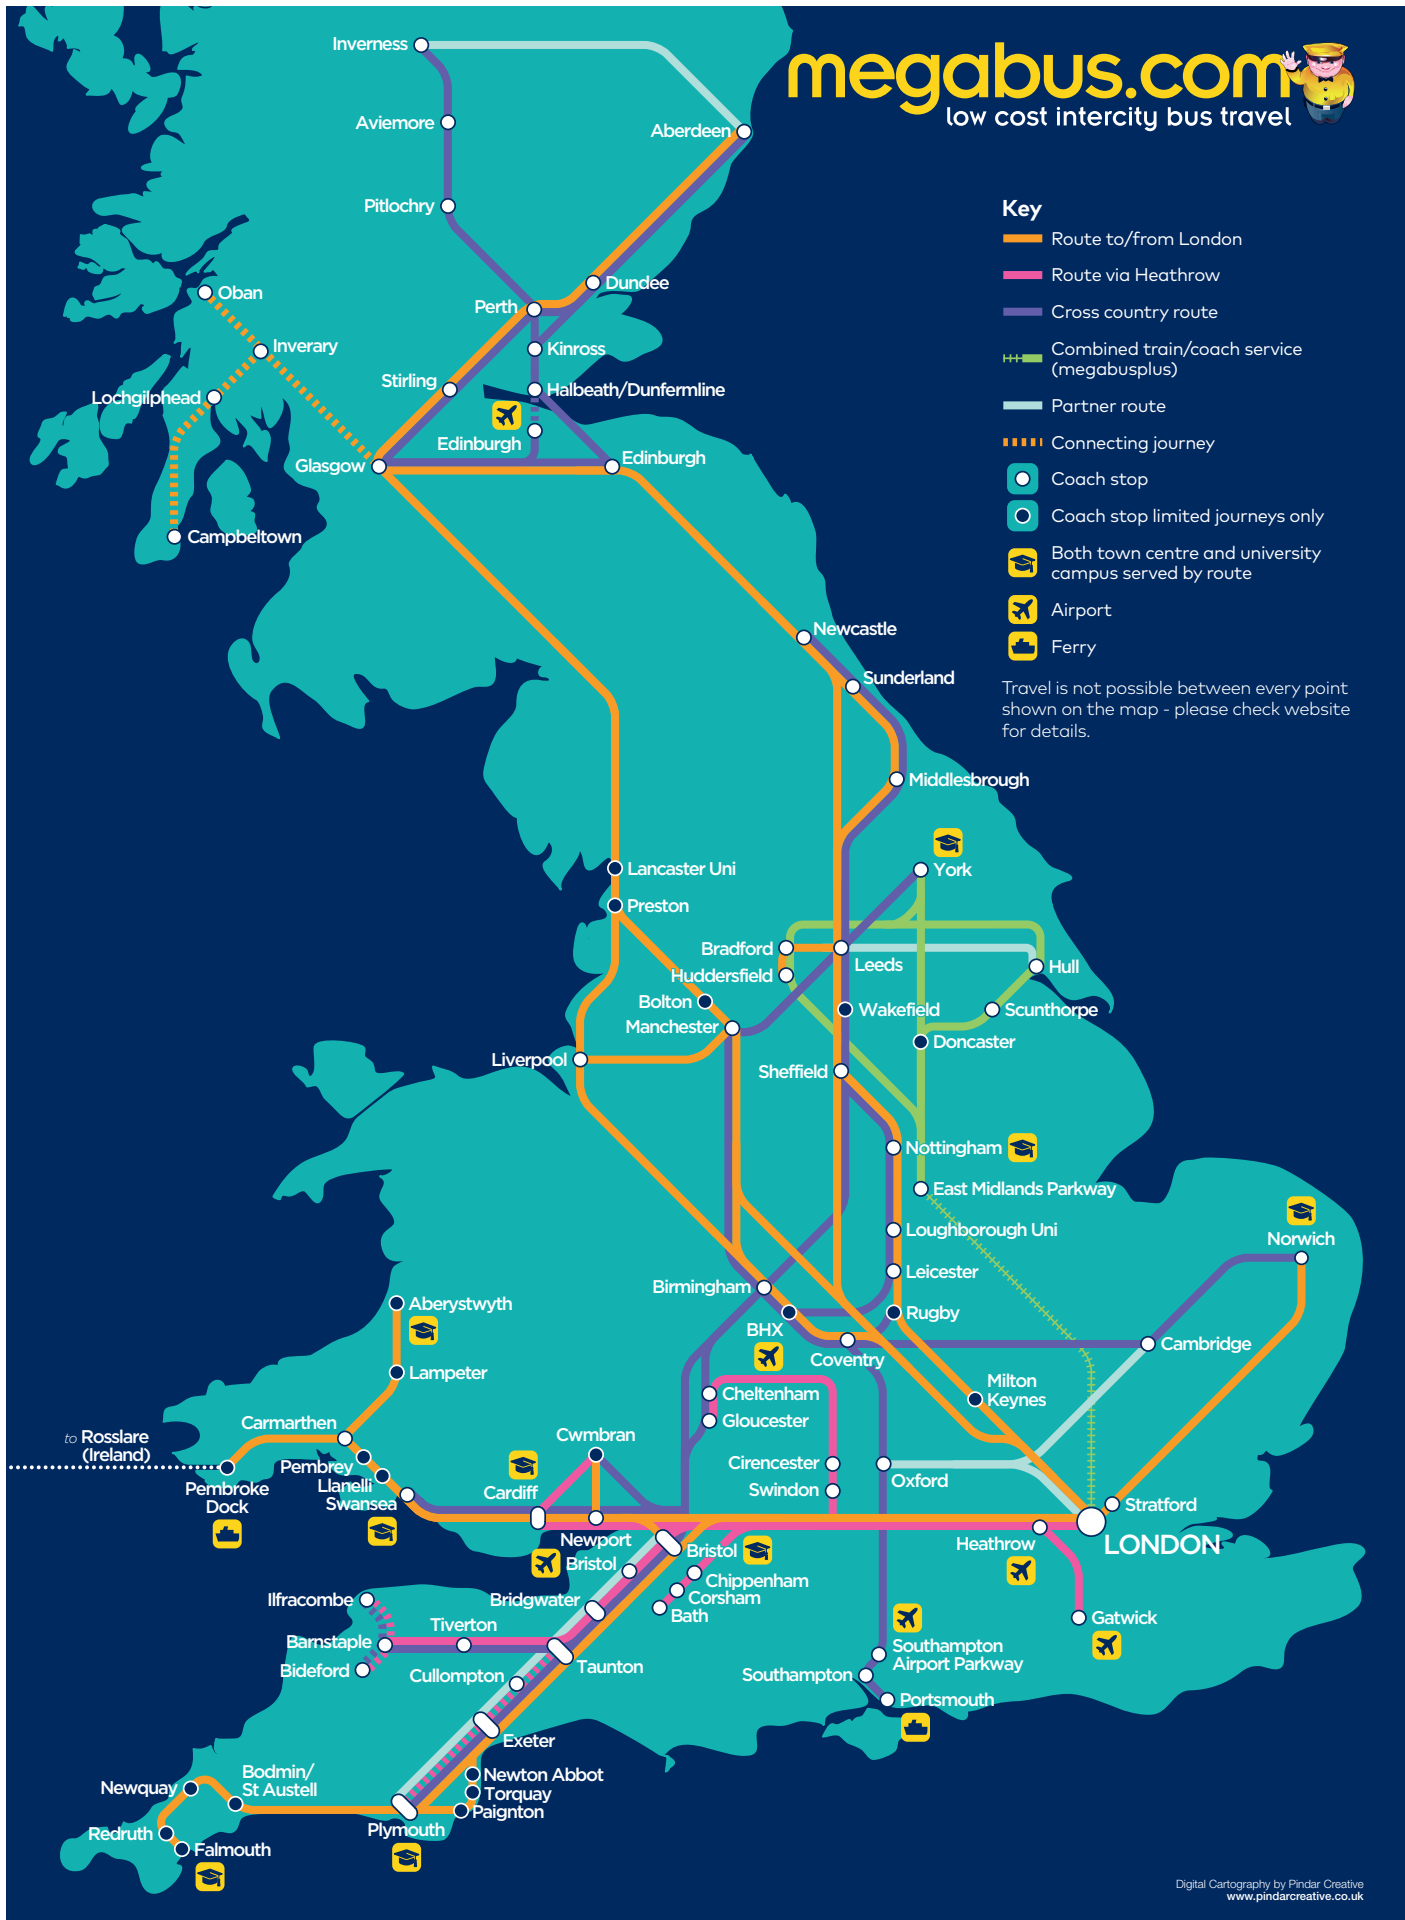 megabus.com
low cost intercity bus travel
Key
Route to/from London
Route via Heathrow
Cross country route
Combined train/coach service
(megabusplus)
Partner route
Connecting journey
Coach stop
Coach stop limited journeys only
Both town centre and university
campus served by route
Airport
Ferry
Travel is not possible between every point
shown on the map - please check website
for details.
Inverness
Aviemore
Aberdeen
Pitlochry
Dundee
Oban
Perth
Inverary
Kinross
Stirling
Halbeath/Dunfermline
Lochgilphead
Edinburgh
Edinburgh
Glasgow
Campbeltown
Newcastle
Sunderland
Middlesbrough
Lancaster Uni
York
Preston
Bradford
Leeds
Hull
Huddersfield
Bolton
Wakefield
Scunthorpe
Manchester
Doncaster
Liverpool
Sheffield
Nottingham
East Midlands Parkway
Loughborough Uni
Norwich
Leicester
Birmingham
Aberystwyth
Rugby
BHX
Cambridge
Coventry
Lampeter
Milton
Keynes
Cheltenham
Carmarthen
Gloucester
to Rosslare
(Ireland)
Cwmbran
Pembrey
Cirencester
Llanelli
Oxford
Pembroke
Dock
Swansea
Cardiff
Swindon
Stratford
Newport
Heathrow
LONDON
Bristol
Bristol
Chippenham
Ilfracombe
Bridgwater
Corsham
Bath
Gatwick
Tiverton
Barnstaple
Southampton
Airport Parkway
Bideford
Cullompton
Taunton
Southampton
Portsmouth
Exeter
Bodmin/
St Austell
Newton Abbot
Newquay
Torquay
Paignton
Plymouth
Redruth
Falmouth
Digital Cartography by Pindar Creative
www.pindarcreative.co.uk